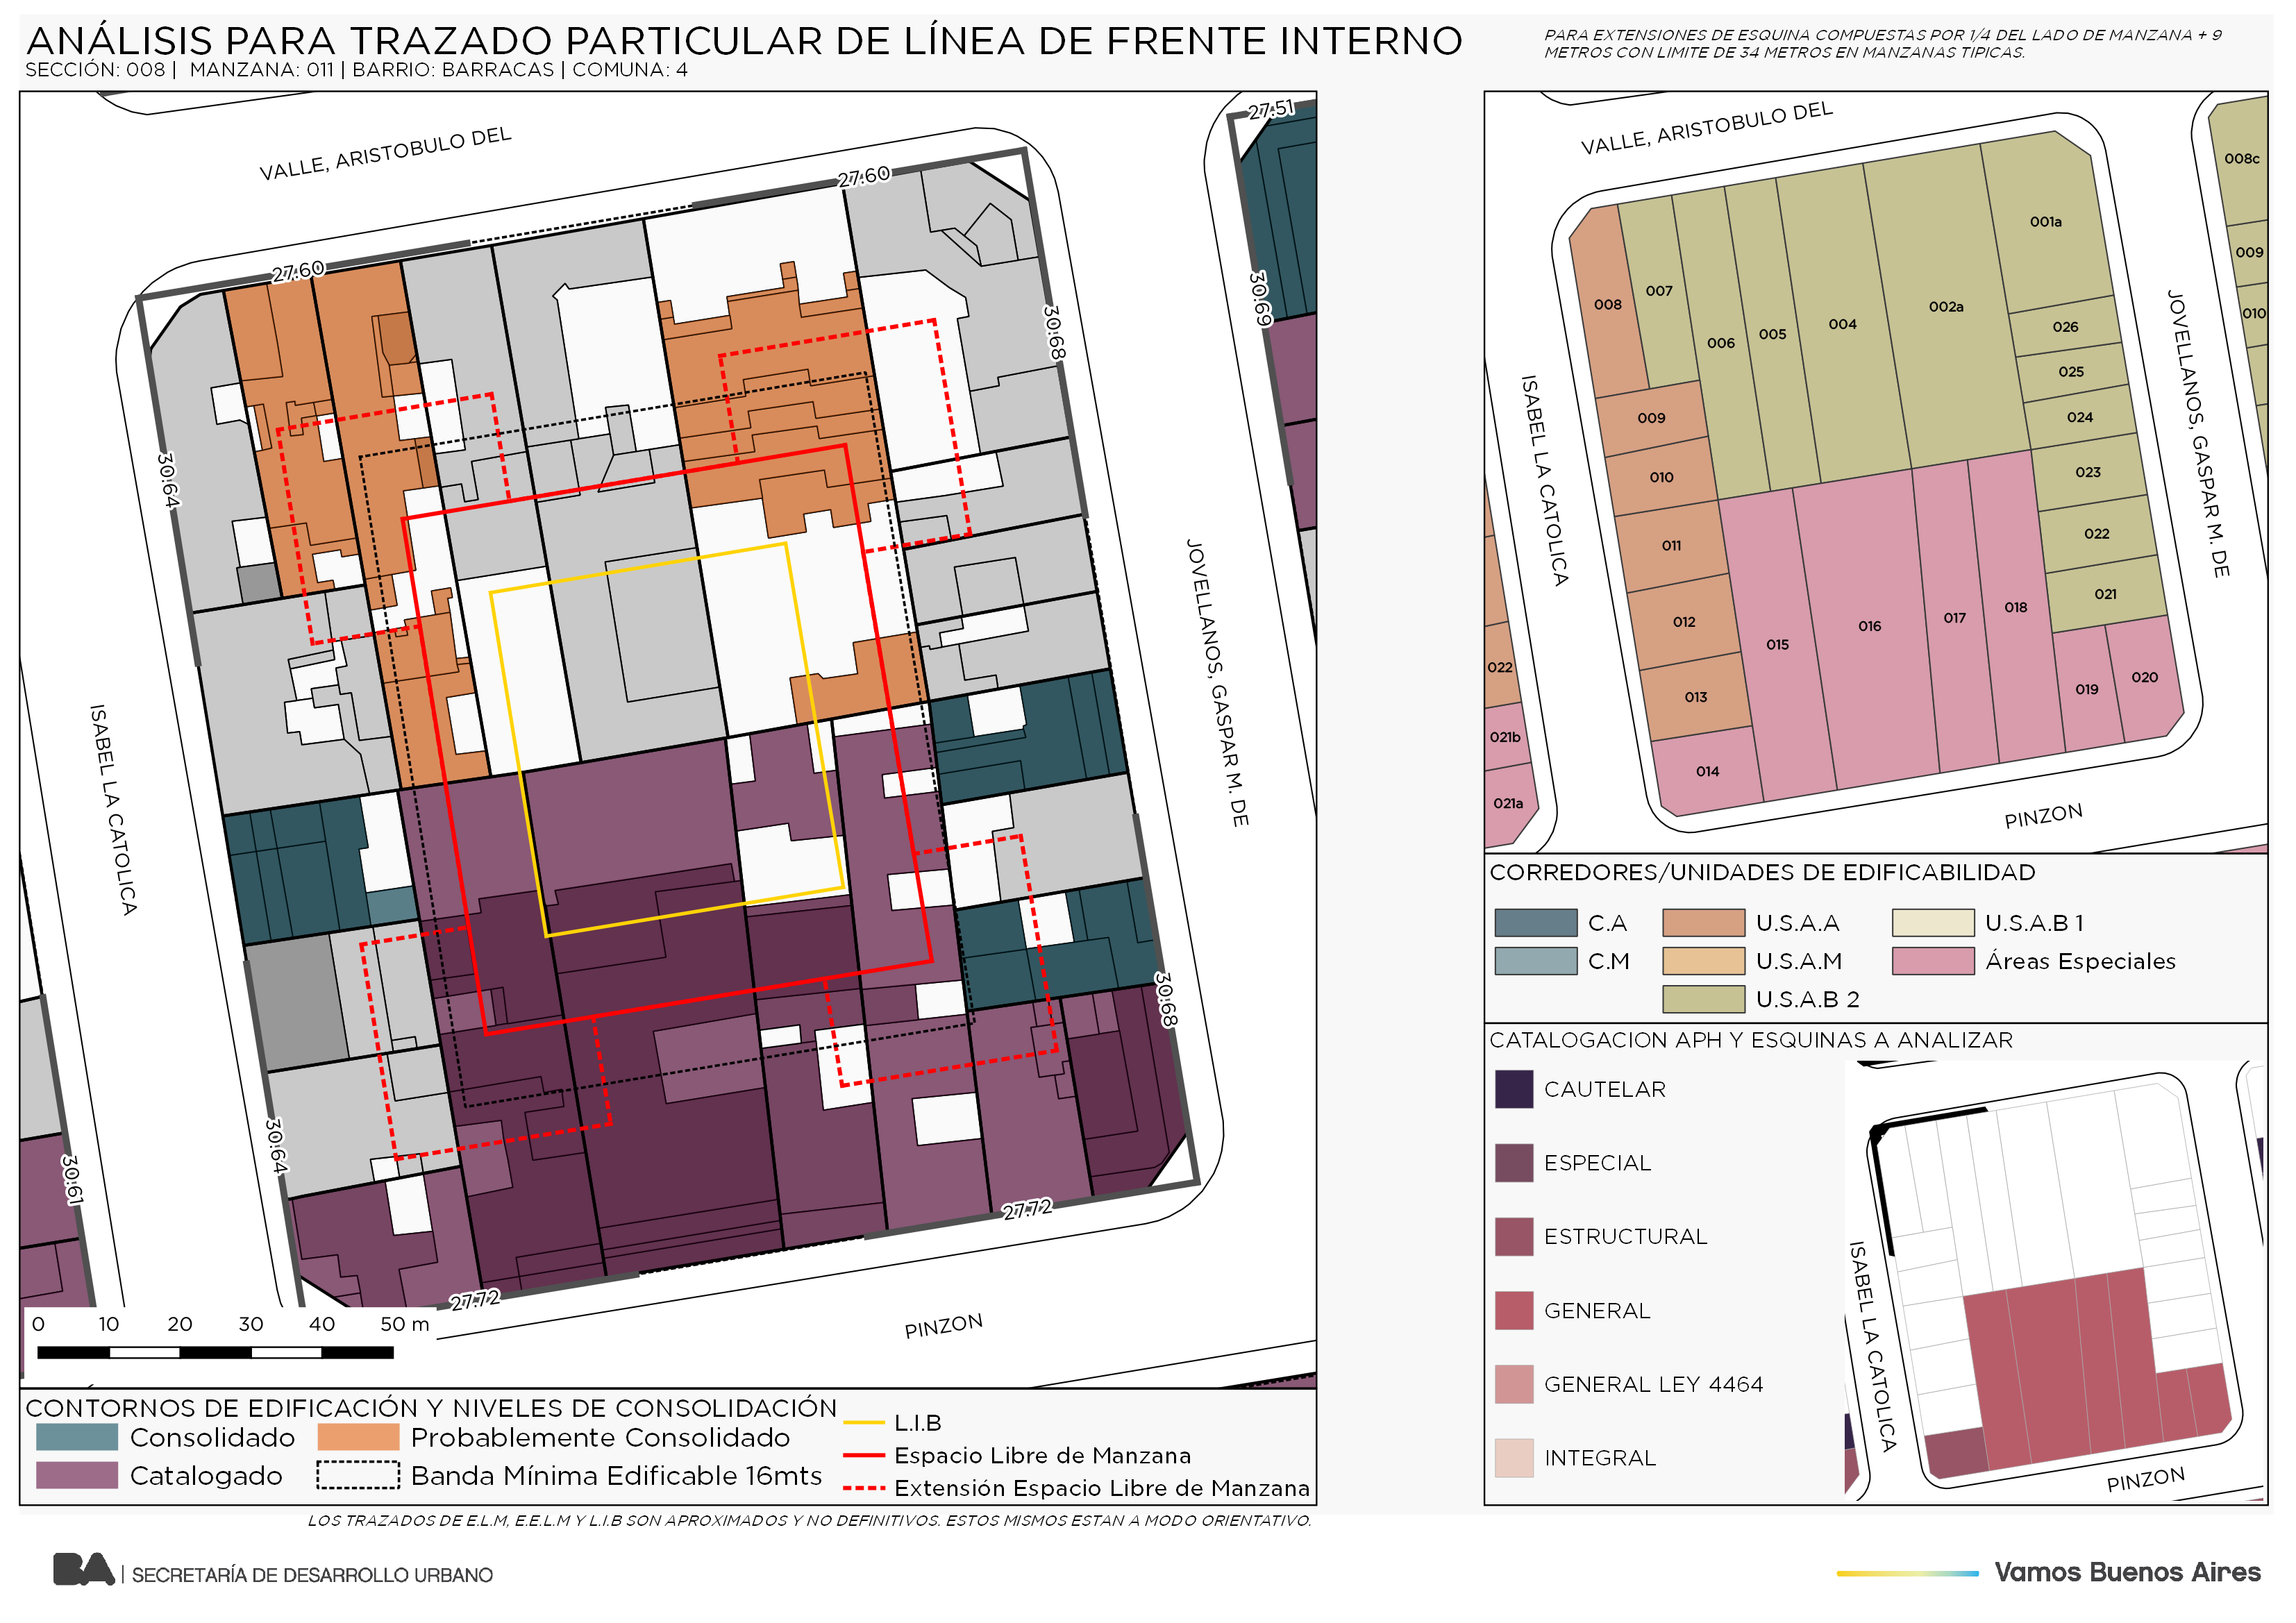 ANÁLISIS PARA TRAZADO PARTICULAR DE LÍNEA DE FRENTE INTERNO
SECCIÓN: 008 | MANZANA: 011 | BARRIO: BARRACAS | COMUNA: 4
PARA EXTENSIONES DE ESQUINA COMPUESTAS POR 1/4 DEL LADO DE MANZANA + 9
METROS CON LIMITE DE 34 METROS EN MANZANAS TIPICAS.
VALLE, ARISTOBULO DEL
27.51
27.60
27.60
30.69
30.68
30.64
ISABEL LA CATOLICA
JOVELLANOS, GASPAR M. DE
30.68
30.64
30.61
27.72
27.72
PINZON
0 10 20 30 40 50 m
CONTORNOS DE EDIFICACIÓN Y NIVELES DE CONSOLIDACIÓN
Consolidado
Probablemente Consolidado
Catalogado
Banda Mínima Edificable 16mts
L.I.B
Espacio Libre de Manzana
Extensión Espacio Libre de Manzana
LOS TRAZADOS DE E.L.M, E.E.L.M Y L.I.B SON APROXIMADOS Y NO DEFINITIVOS. ESTOS MISMOS ESTAN A MODO ORIENTATIVO.
VALLE, ARISTOBULO DEL
ISABEL LA CATOLICA
JOVELLANOS, GASPAR M. DE
PINZON
008c
001a
009
007
008
002a
010
026
004
005
006
025
009
024
010
023
011
022
021
012
016
017
018
015
022
013
019
020
021b
014
021a
CORREDORES/UNIDADES DE EDIFICABILIDAD
C.A
U.S.A.A
U.S.A.B 1
C.M
U.S.A.M
Áreas Especiales
U.S.A.B 2
CATALOGACION APH Y ESQUINAS A ANALIZAR
CAUTELAR
ESPECIAL
ESTRUCTURAL
GENERAL
GENERAL LEY 4464
INTEGRAL
ISABEL LA CATOLICA
PINZON
BA | SECRETARÍA DE DESARROLLO URBANO
Vamos Buenos Aires